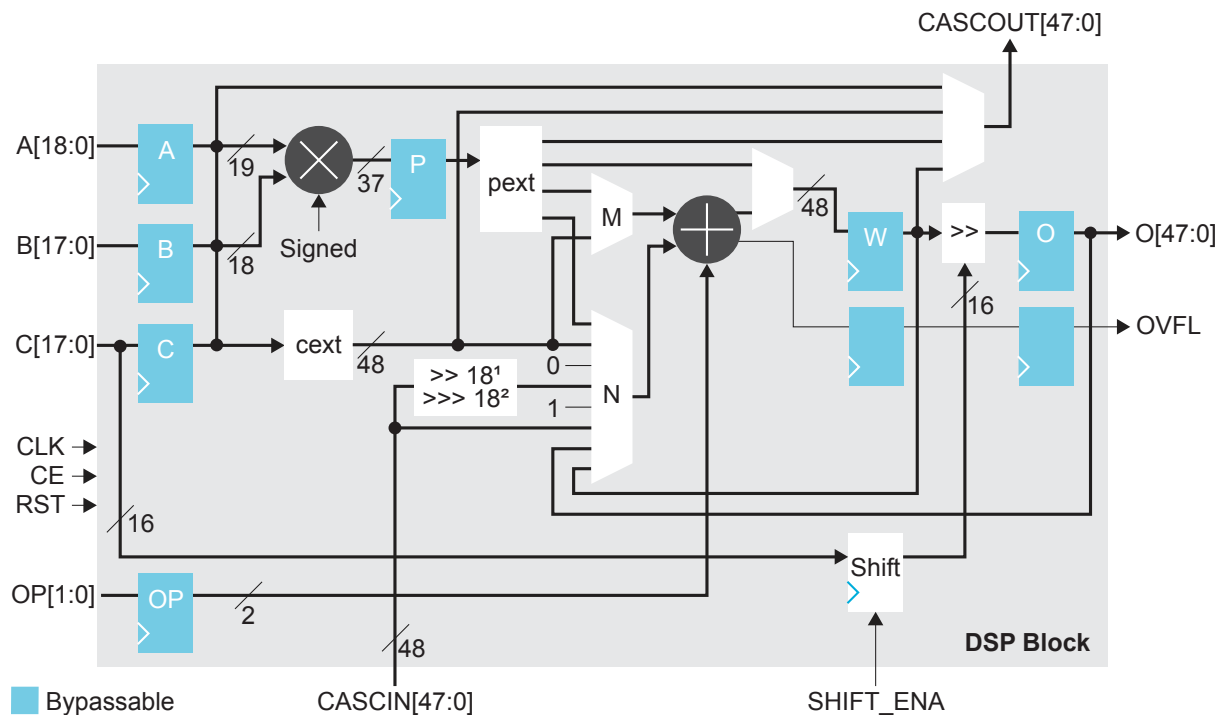 CASCOUT[47:0]
A[18:0]
A
19
37
P
pext
Signed
B[17:0]
B
18
M
48
W
>>
O
O[47:0]
16
C[17:0]
C
cext
48
0
>> 18¹
>>> 18²
1
N
OVFL
CLK
CE
RST
16
Shift
OP[1:0]
OP
2
48
DSP Block
Bypassable
CASCIN[47:0]
SHIFT_ENA